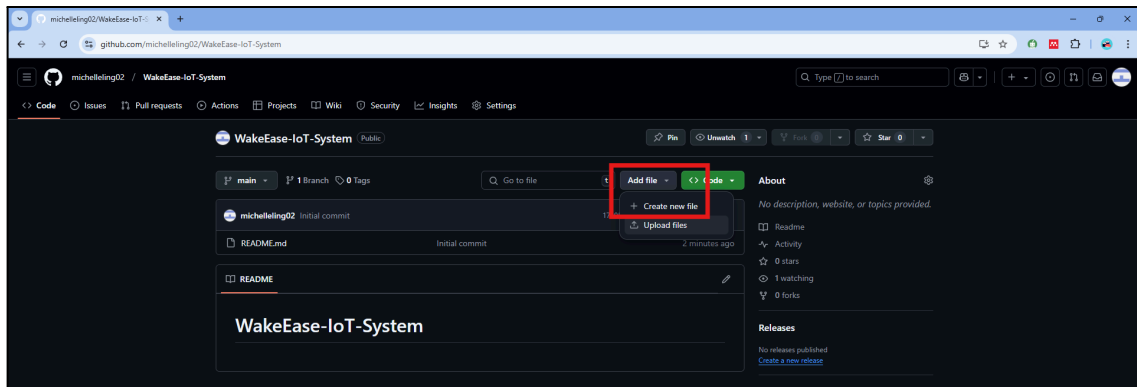 michelleling02/WakeEase-IoT-S
github.com/michelleling02/WakeEase-IoT-System
michelleling02 / WakeEase-IoT-System
Type / to search
Code Issues Pull requests Actions Projects Wiki Security Insights Settings
WakeEase-IoT-System Public
Pin Unwatch 1 Fork 0 Star 0
main 1 Branch 0 Tags Go to file t Add file Code
About
No description, website, or topics provided.
michelleling02 Initial commit
Create new file
Upload files
README.md Initial commit 2 minutes ago
Readme
Activity
0 stars
1 watching
0 forks
README
WakeEase-IoT-System
Releases
No releases published
Create a new release